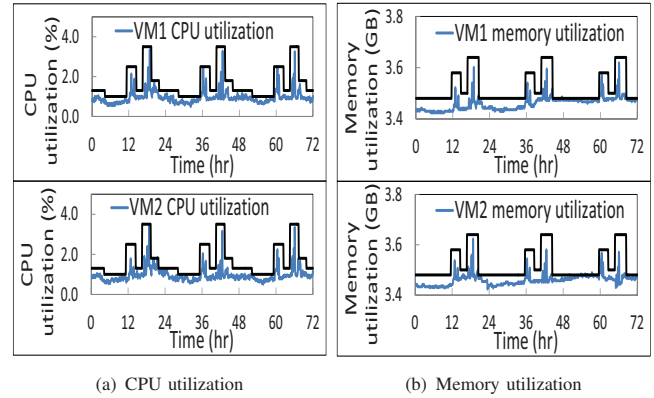 VM1 CPU utilization
CPU
utilization (%)
4.0
2.0
0.0
0 12 24 36 48 60 72
Time (hr)
VM1 memory utilization
Memory
utilization (GB)
3.8
3.6
3.4
0 12 24 36 48 60 72
Time (hr)
VM2 CPU utilization
CPU
utilization (%)
4.0
2.0
0.0
0 12 24 36 48 60 72
Time (hr)
VM2 memory utilization
Memory
utilization (GB)
3.8
3.6
3.4
0 12 24 36 48 60 72
Time (hr)
(a) CPU utilization
(b) Memory utilization